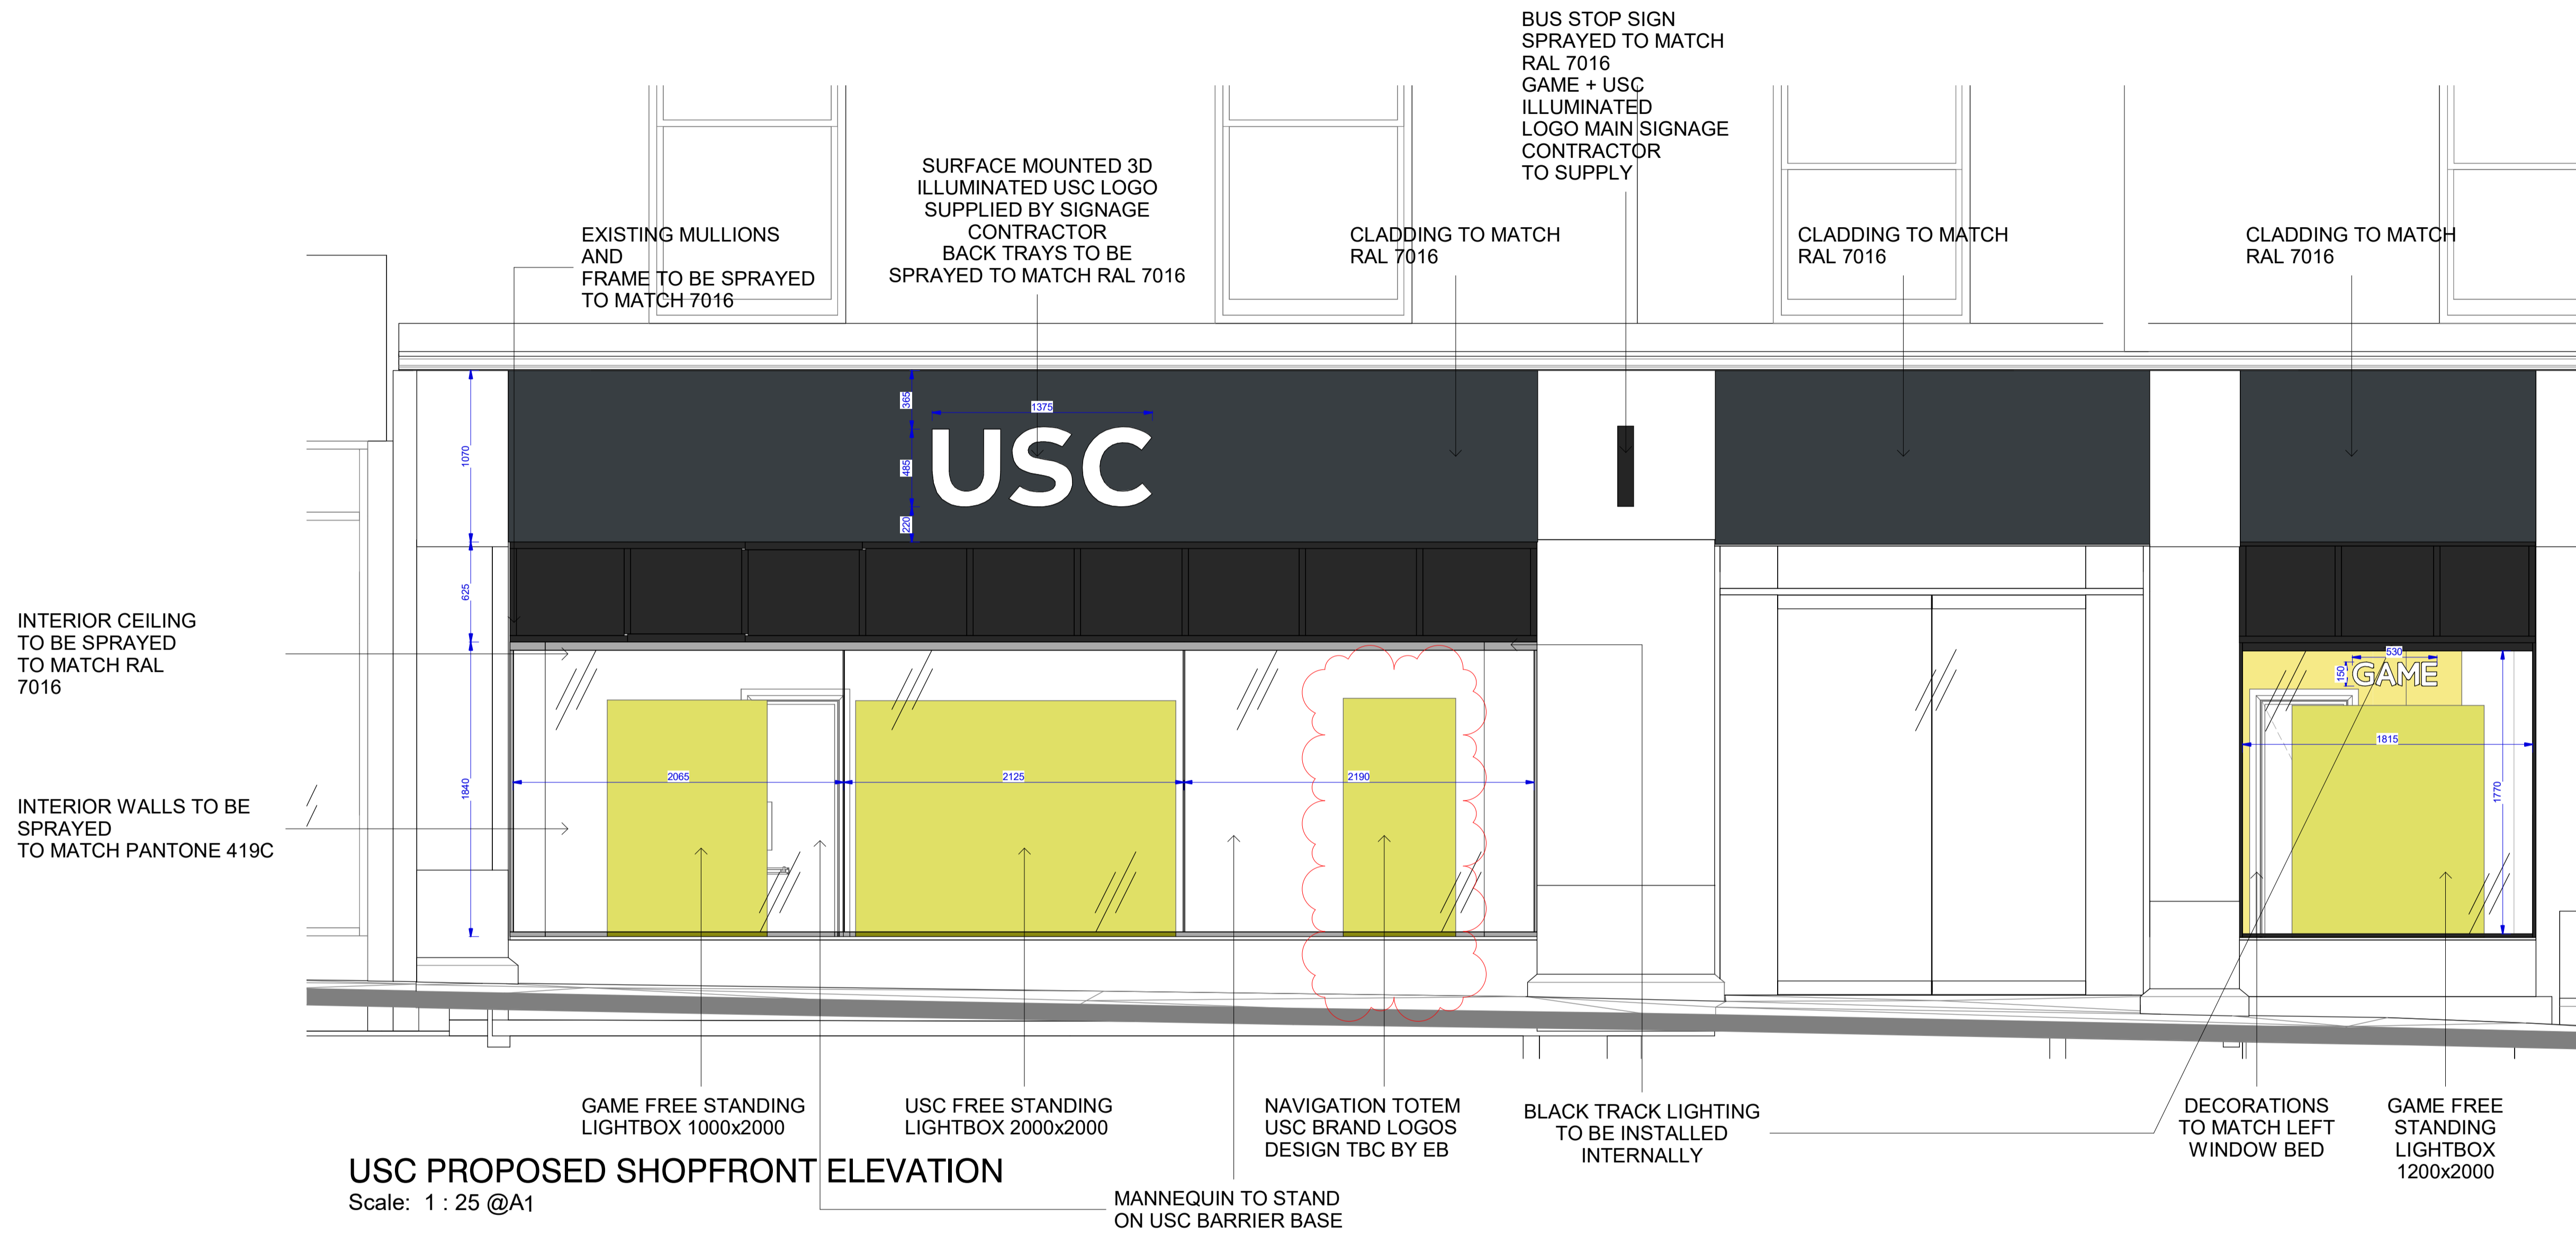 BUS STOP SIGN
SPRAYED TO MATCH
RAL 7016
GAME + USC
ILLUMINATED
LOGO MAIN SIGNAGE
CONTRACTOR
TO SUPPLY
SURFACE MOUNTED 3D
ILLUMINATED USC LOGO
SUPPLIED BY SIGNAGE
CONTRACTOR
BACK TRAYS TO BE
SPRAYED TO MATCH RAL 7016
EXISTING MULLIONS
AND
FRAME TO BE SPRAYED
TO MATCH 7016
CLADDING TO MATCH
RAL 7016
CLADDING TO MATCH
RAL 7016
CLADDING TO MATCH
RAL 7016
365
1375
1070
485
USC
220
625
INTERIOR CEILING
TO BE SPRAYED
TO MATCH RAL
7016
530
150
GAME
1815
2065
2125
2190
1840
1770
INTERIOR WALLS TO BE
SPRAYED
TO MATCH PANTONE 419C
GAME FREE STANDING
LIGHTBOX 1000x2000
USC FREE STANDING
LIGHTBOX 2000x2000
NAVIGATION TOTEM
USC BRAND LOGOS
DESIGN TBC BY EB
BLACK TRACK LIGHTING
TO BE INSTALLED
INTERNALLY
DECORATIONS
TO MATCH LEFT
WINDOW BED
GAME FREE
STANDING
LIGHTBOX
1200x2000
USC PROPOSED SHOPFRONT ELEVATION
Scale: 1 : 25 @A1
MANNEQUIN TO STAND
ON USC BARRIER BASE